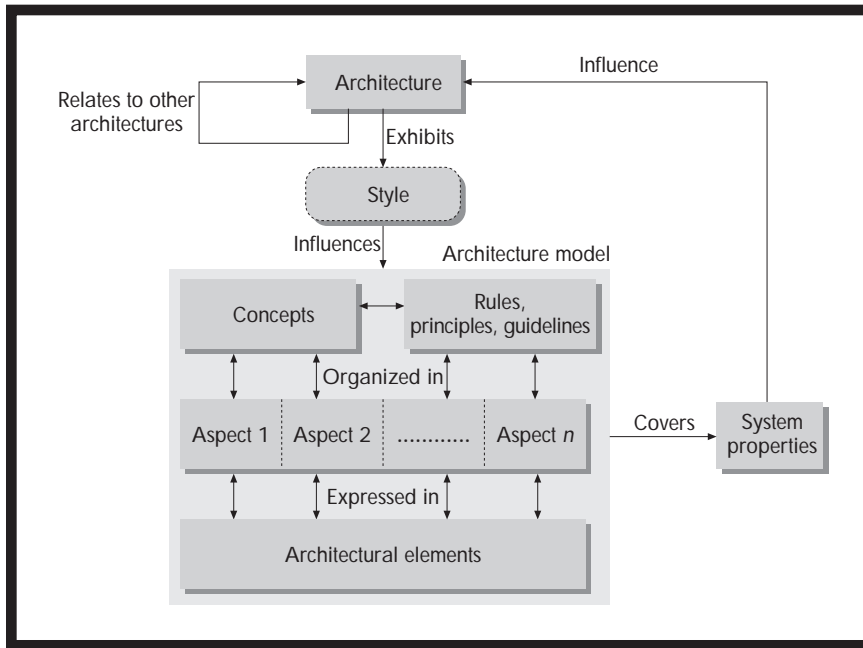 Architecture
Influence
Relates to other
architectures
Exhibits
Style
Influences
Architecture model
Concepts
Rules,
principles, guidelines
Organized in
Aspect 1
Aspect 2
............
Aspect n
Covers
System
properties
Expressed in
Architectural elements